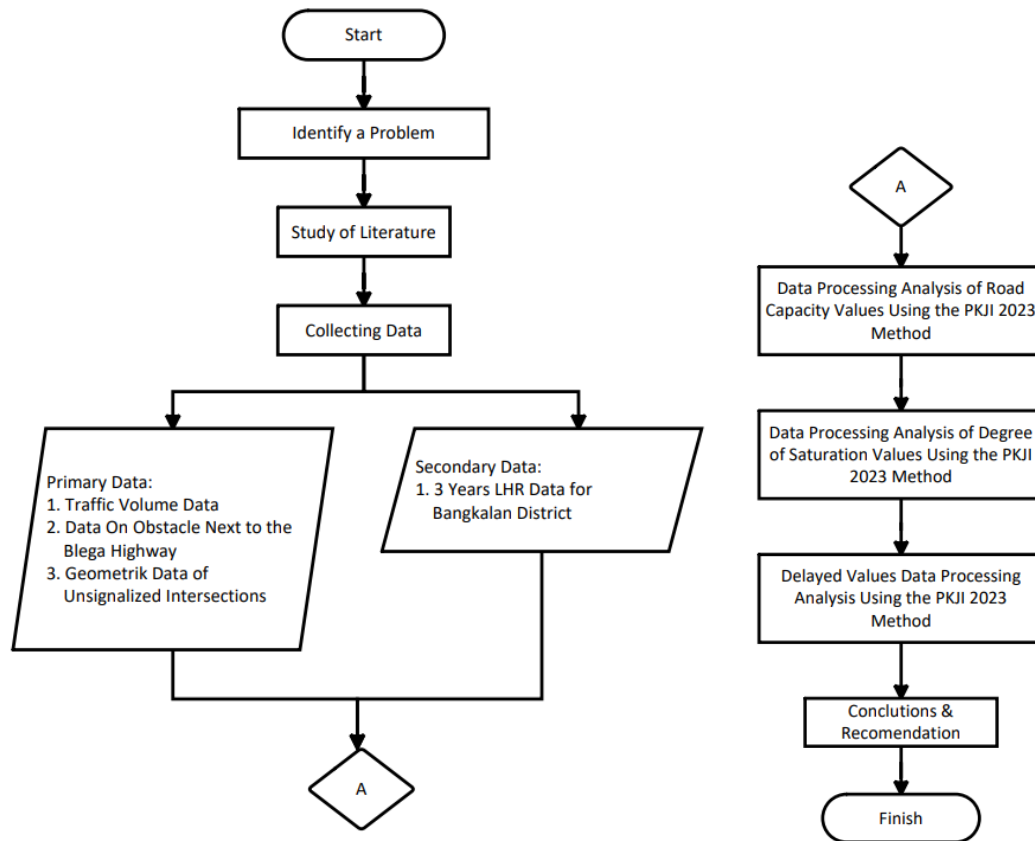 Start
Identify a Problem
Study of Literature
Collecting Data
Primary Data:
1. Traffic Volume Data
2. Data On Obstacle Next to the
Blega Highway
3. Geometrik Data of
Unsignalized Intersections
Secondary Data:
1. 3 Years LHR Data for
Bangkalan District
A
A
Data Processing Analysis of Road
Capacity Values Using the PKJI 2023
Method
Data Processing Analysis of Degree
of Saturation Values Using the PKJI
2023 Method
Delayed Values Data Processing
Analysis Using the PKJI 2023
Method
Conclutions &
Recomendation
Finish